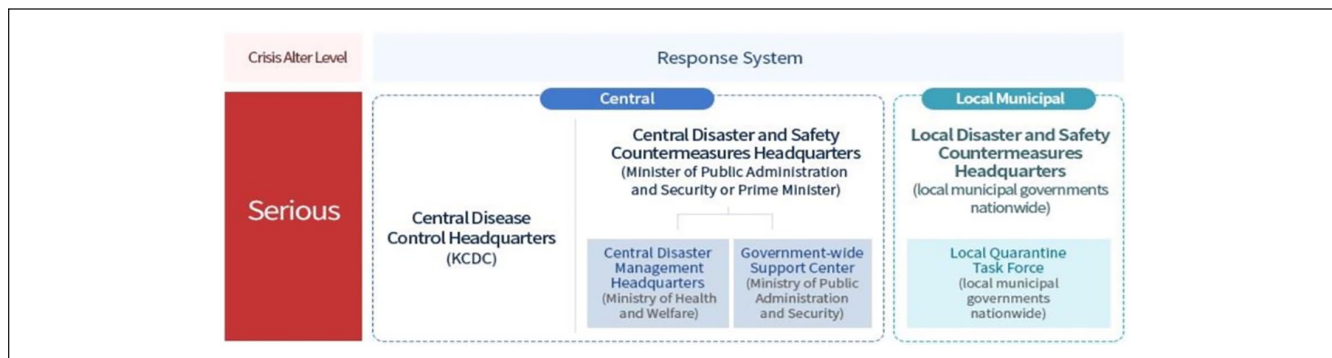 Crisis Alter Level
Response System
Serious
Central
Central Disease
Control Headquarters
(KCDC)
Central Disaster and Safety
Countermeasures Headquarters
(Minister of Public Administration
and Security or Prime Minister)
Central Disaster
Management
Headquarters
(Ministry of Health
and Welfare)
Government-wide
Support Center
(Ministry of Public
Administration
and Security)
Local Municipal
Local Disaster and Safety
Countermeasures
Headquarters
(local municipal governments
nationwide)
Local Quarantine
Task Force
(local municipal
governments
nationwide)